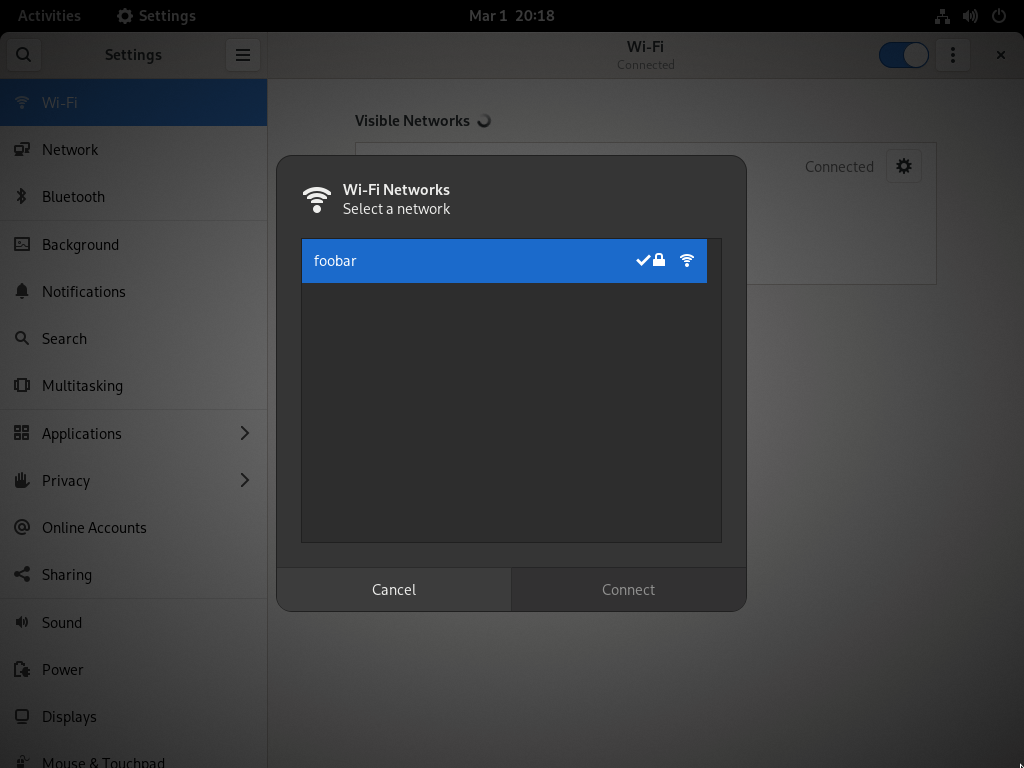 Activities Settings Mar 1 20:18
Settings
Wi-Fi
Connected
Wi-Fi
Network
Bluetooth
Background
Notifications
Search
Multitasking
Applications
Privacy
Online Accounts
Sharing
Sound
Power
Displays
Mouse & Touchpad
Visible Networks
Connected
Wi-Fi Networks
Select a network
foobar
Cancel Connect